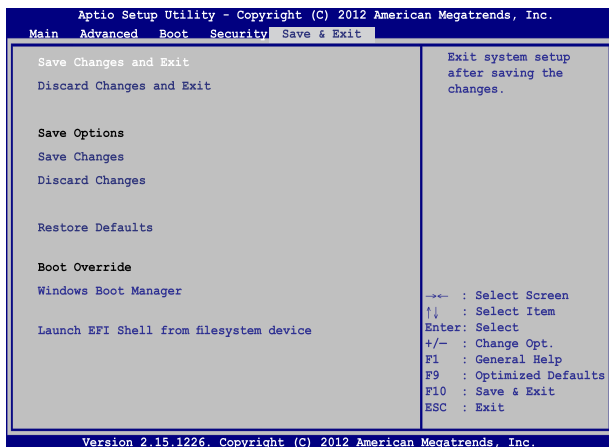 Aptio Setup Utility - Copyright (C) 2012 American Megatrends, Inc.
Main Advanced Boot Security Save & Exit
Save Changes and Exit
Discard Changes and Exit
Save Options
Save Changes
Discard Changes
Restore Defaults
Boot Override
Windows Boot Manager
Launch EFI Shell from filesystem device
Exit system setup
after saving the
changes.
→← : Select Screen
↑↓ : Select Item
Enter: Select
+/— : Change Opt.
F1 : General Help
F9 : Optimized Defaults
F10 : Save & Exit
ESC : Exit
Version 2.15.1226. Copyright (C) 2012 American Megatrends, Inc.